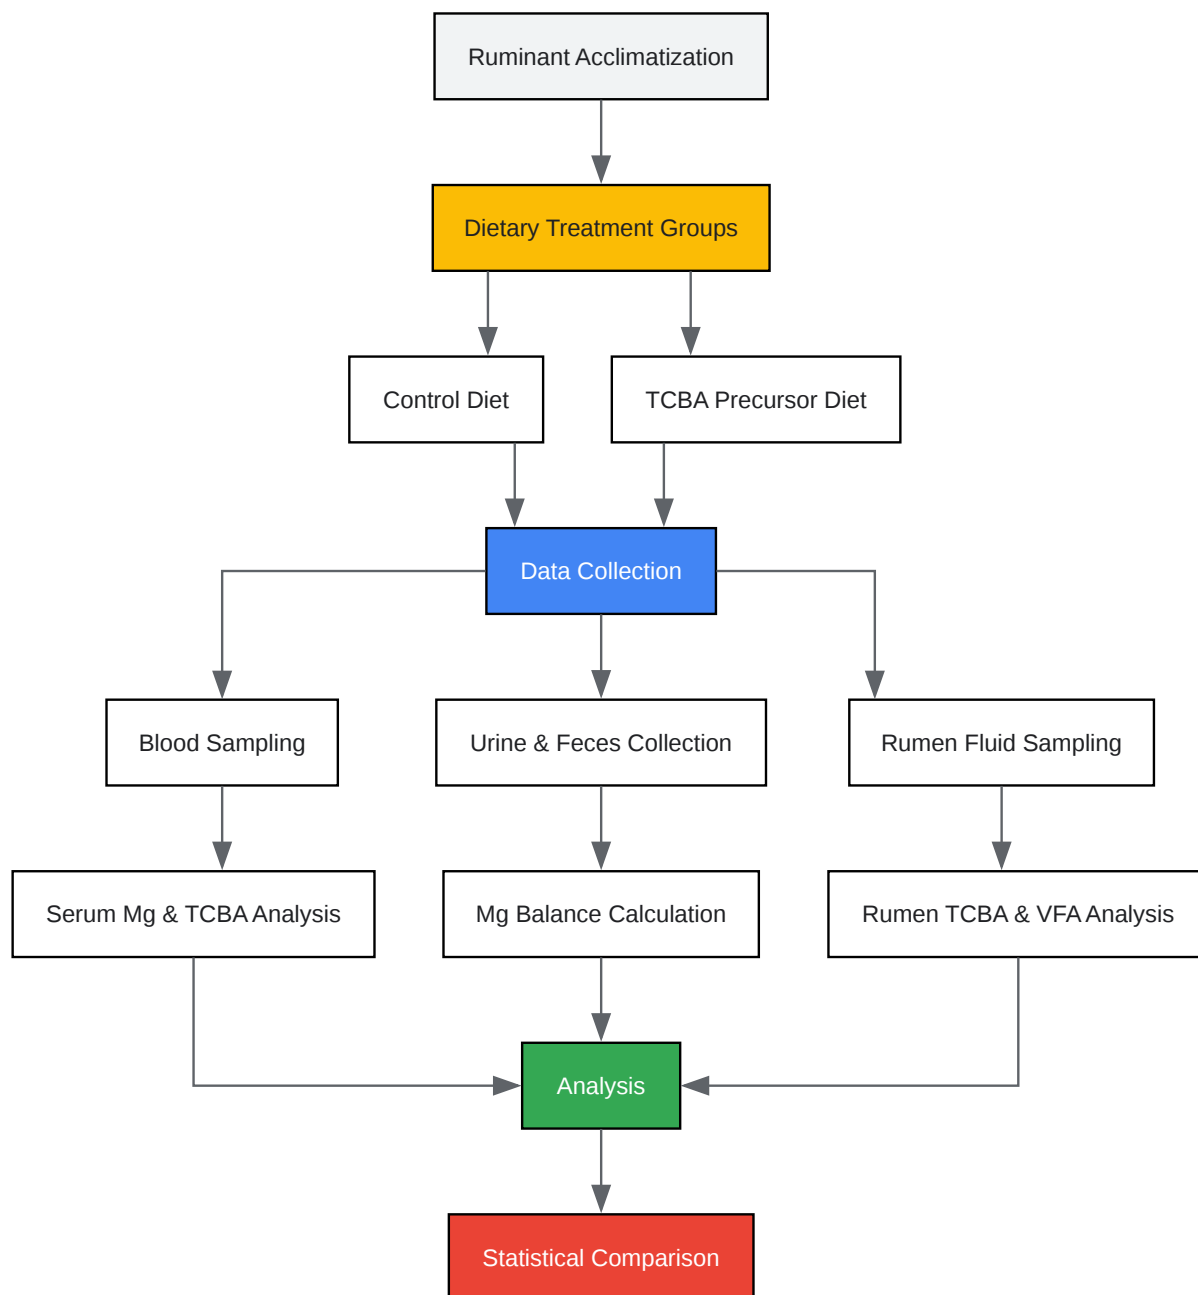 Ruminant Acclimatization
Dietary Treatment Groups
Control Diet
TCBA Precursor Diet
Data Collection
Blood Sampling
Urine & Feces Collection
Rumen Fluid Sampling
Serum Mg & TCBA Analysis
Mg Balance Calculation
Rumen TCBA & VFA Analysis
Analysis
Statistical Comparison